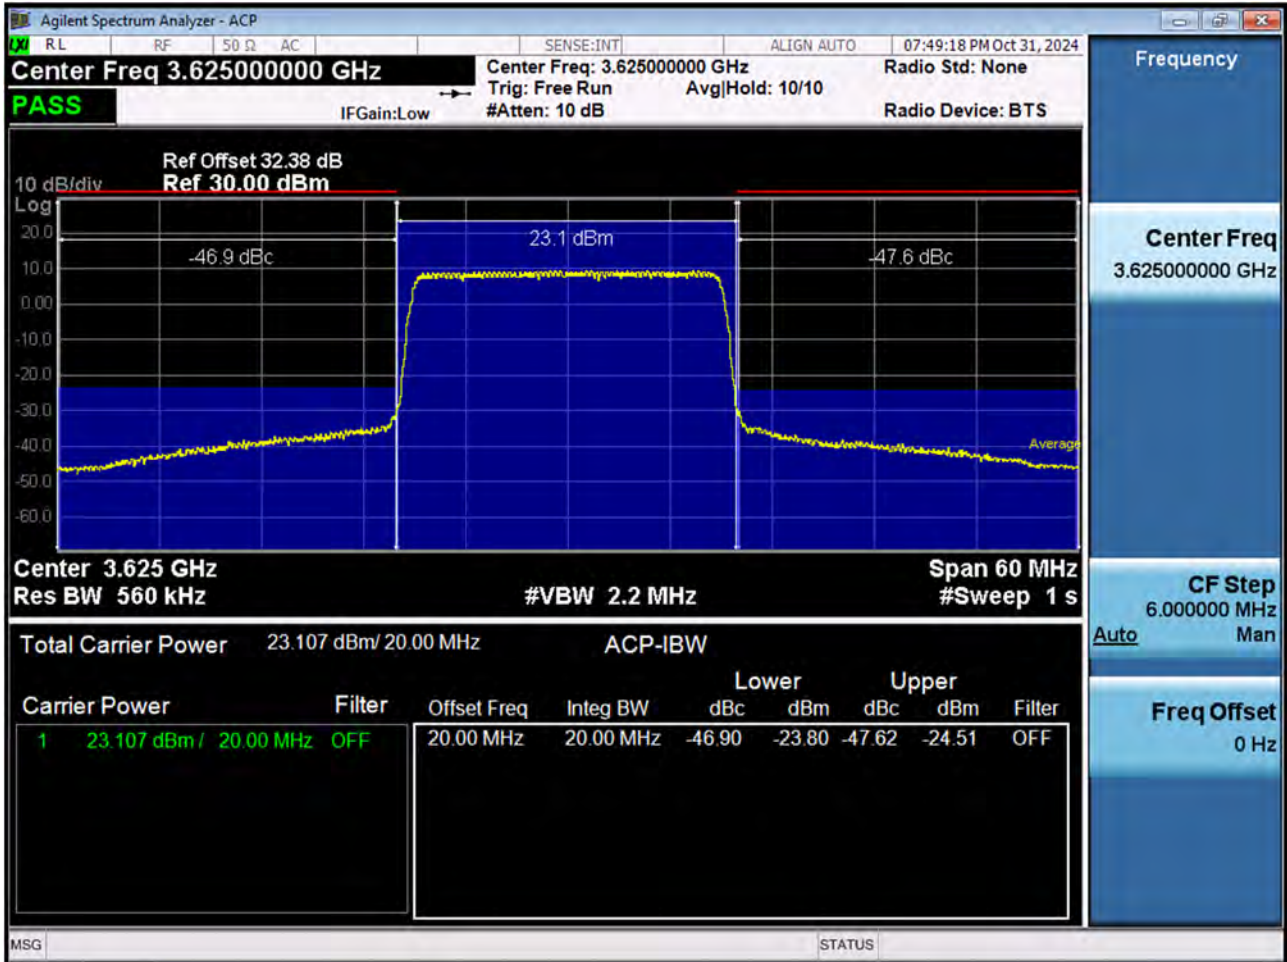 Agilent Spectrum Analyzer - ACP
LXI RL RF 50 Ω AC SENSE:INT ALIGN AUTO 07:49:18 PM Oct 31, 2024
Center Freq 3.625000000 GHz Center Freq: 3.625000000 GHz Radio Std: None
Trig: Free Run Avg|Hold: 10/10
PASS IFGain:Low #Atten: 10 dB Radio Device: BTS
Ref Offset 32.38 dB
10 dB/div Ref 30.00 dBm
Log
20.0
10.0
0.00
-10.0
-20.0
-30.0
-40.0
-50.0
-60.0
-46.9 dBc 23.1 dBm -47.6 dBc
Average
Center 3.625 GHz Span 60 MHz
Res BW 560 kHz #VBW 2.2 MHz #Sweep 1 s
Total Carrier Power 23.107 dBm/ 20.00 MHz ACP-IBW
Lower Upper
Carrier Power Filter Offset Freq Integ BW dBc dBm dBc dBm Filter
1 23.107 dBm / 20.00 MHz OFF 20.00 MHz 20.00 MHz -46.90 -23.80 -47.62 -24.51 OFF
MSG STATUS
Frequency
Center Freq
3.625000000 GHz
CF Step
6.000000 MHz
Auto Man
Freq Offset
0 Hz